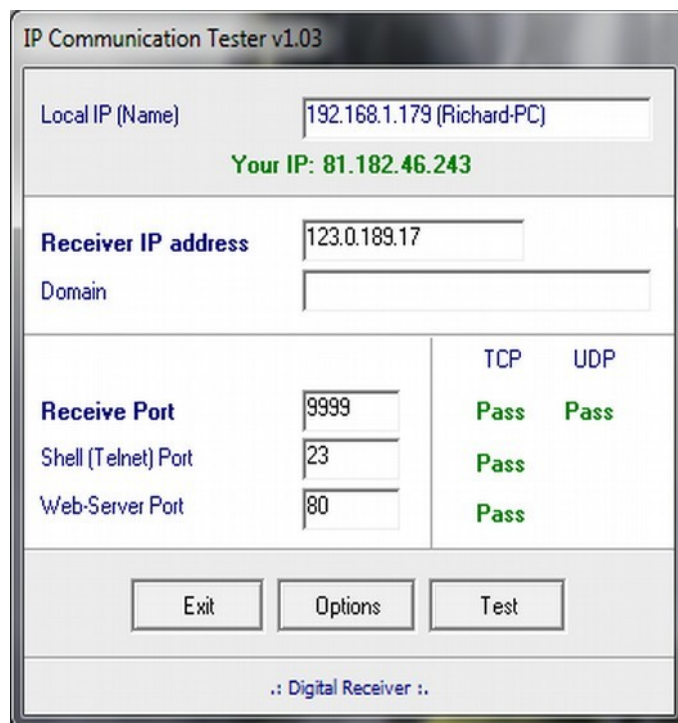 IP Communication Tester v1.03
Local IP (Name) 192.168.1.179 (Richard-PC)
Your IP: 81.182.46.243
Receiver IP address 123.0.189.17
Domain
TCP UDP
Receive Port 9999 Pass Pass
Shell (Telnet) Port 23 Pass
Web-Server Port 80 Pass
Exit Options Test
.: Digital Receiver :.